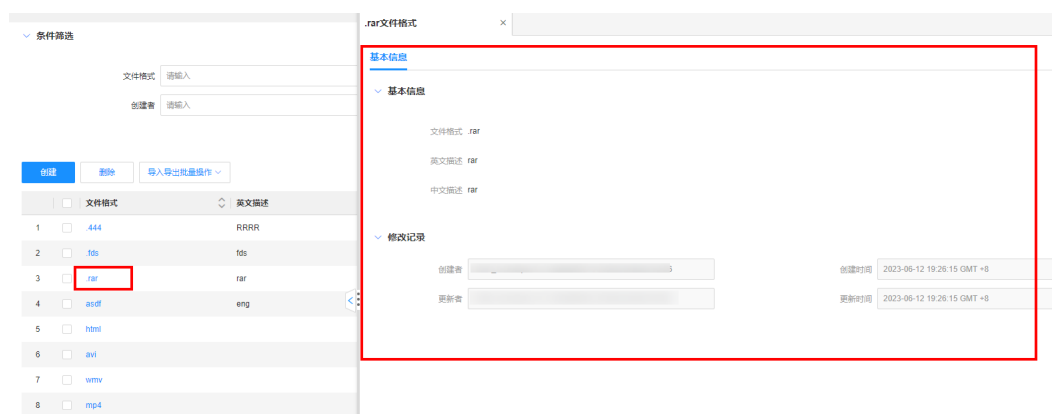 条件筛选
文件格式 请输入
创建者 请输入
创建 删除 导入导出批量操作
文件格式 英文描述
1 .444 RRRR
2 .fds fds
3 .rar rar
4 asdf eng
5 html
6 avi
7 wmv
8 mp4
.rar文件格式 ×
基本信息
基本信息
文件格式 .rar
英文描述 rar
中文描述 rar
修改记录
创建者 创建时间 2023-06-12 19:26:15 GMT +8
更新者 更新时间 2023-06-12 19:26:15 GMT +8